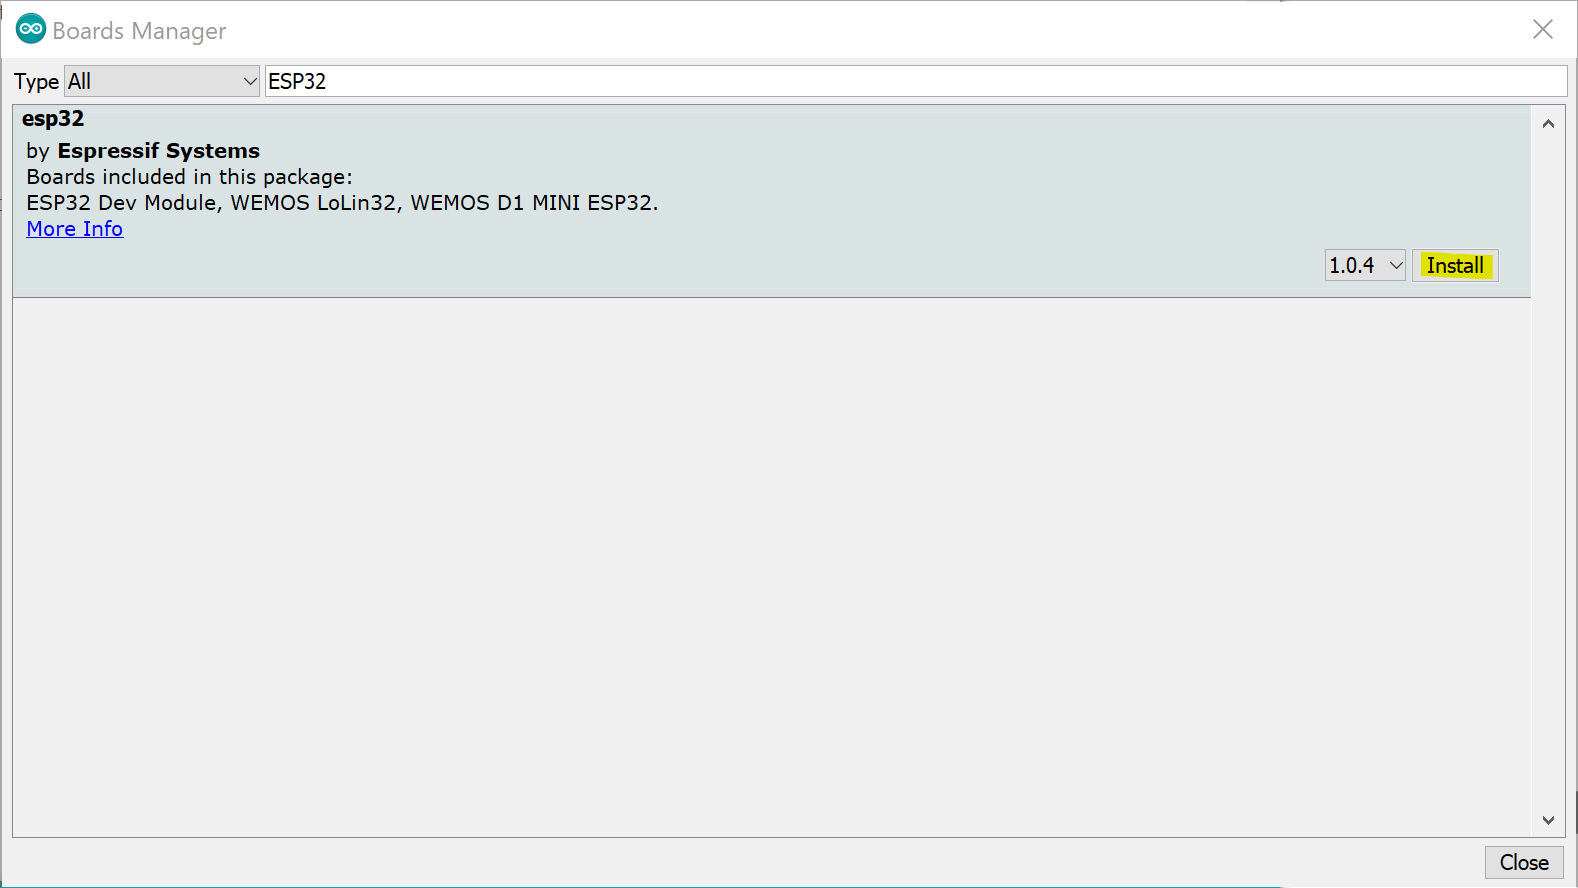 Boards Manager
Type All ESP32
esp32
by Espressif Systems
Boards included in this package:
ESP32 Dev Module, WEMOS LoLin32, WEMOS D1 MINI ESP32.
More Info
1.0.4 Install
Close